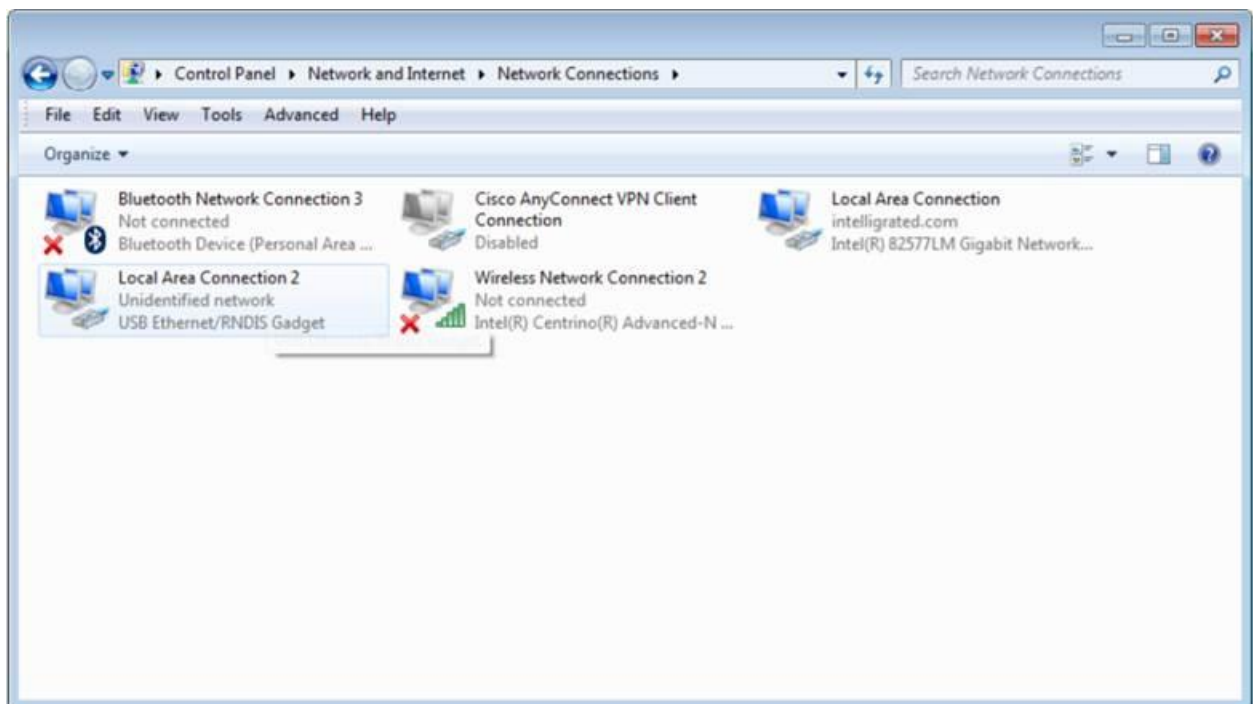 Control Panel Network and Internet Network Connections
Search Network Connections
File Edit View Tools Advanced Help
Organize
Bluetooth Network Connection 3
Not connected
Bluetooth Device (Personal Area ...
Cisco AnyConnect VPN Client
Connection
Disabled
Local Area Connection
intelligrated.com
Intel(R) 82577LM Gigabit Network...
Local Area Connection 2
Unidentified network
USB Ethernet/RNDIS Gadget
Wireless Network Connection 2
Not connected
Intel(R) Centrino(R) Advanced-N ...